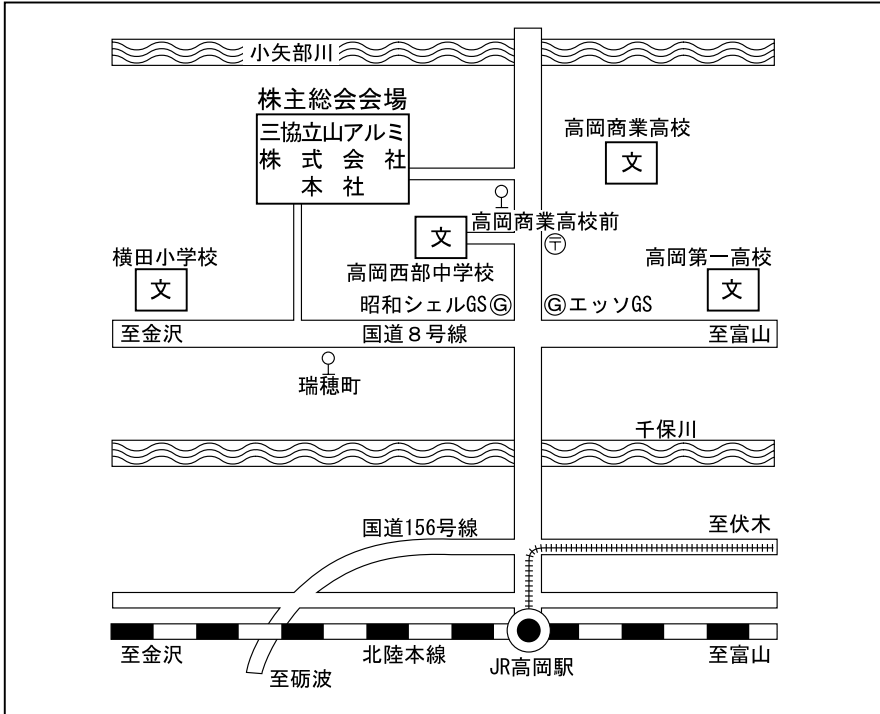 小矢部川
株主総会会場
三協立山アルミ
株式会社
本社
高岡商業高校
文
高岡商業高校前
文
〒
高岡西部中学校
横田小学校
文
高岡第一高校
文
昭和シェルGS Ⓖ
Ⓖ エッソGS
至金沢
国道8号線
至富山
瑞穂町
千保川
国道156号線
至伏木
至金沢
北陸本線
JR高岡駅
至富山
至砺波